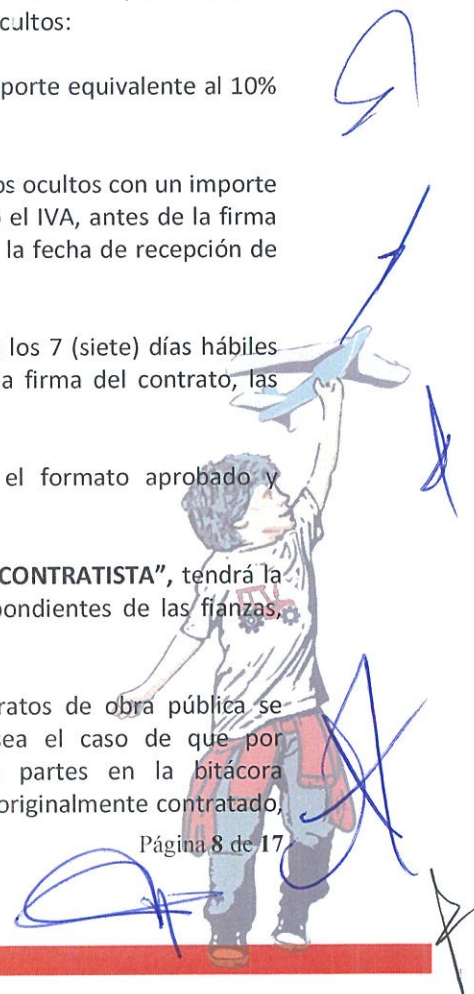 cultos:
porte equivalente al 10%
os ocultos con un importe
el IVA, antes de la firma
la fecha de recepción de
los 7 (siete) días hábiles
a firma del contrato, las
el formato aprobado y
CONTRATISTA”, tendrá la
pondientes de las fianzas,
ratos de obra pública se
sea el caso de que por
partes en la bitácora
originalmente contratado,
Página 8 de 17